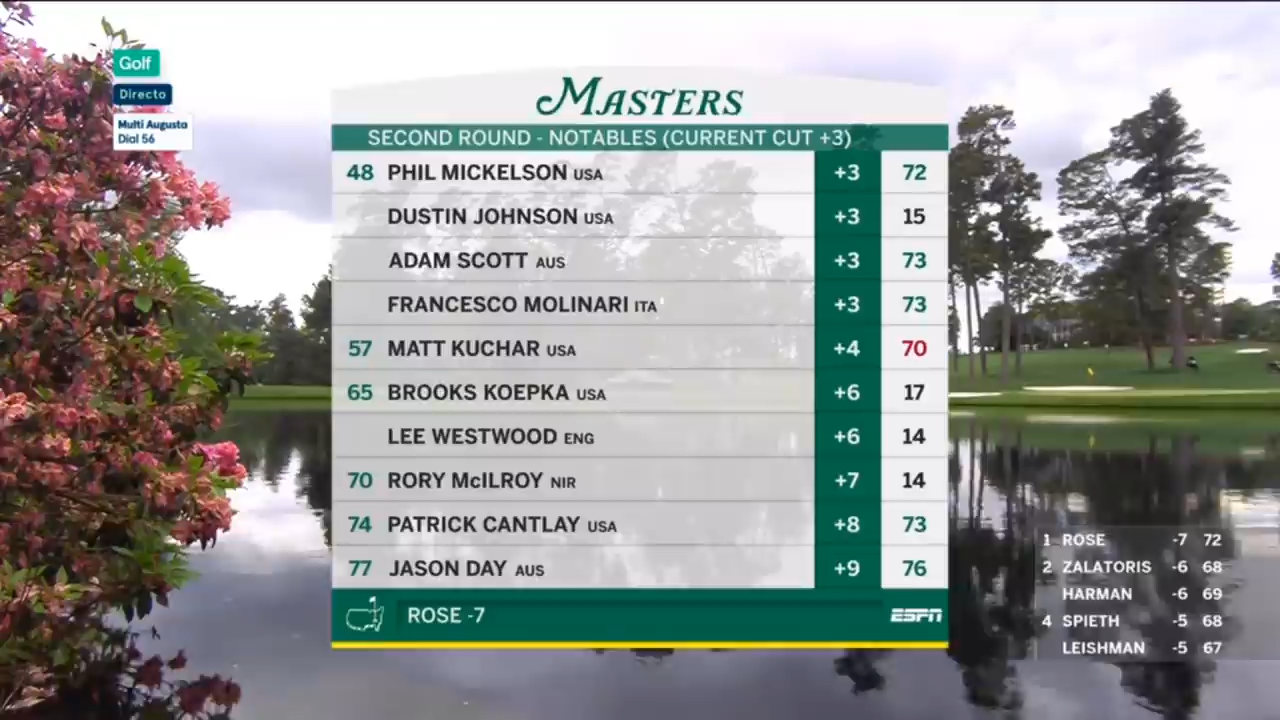 Golf
Directo
Multi Augusta
Dial 56
MASTERS
SECOND ROUND - NOTABLES (CURRENT CUT +3)
48 PHIL MICKELSON USA +3 72
DUSTIN JOHNSON USA +3 15
ADAM SCOTT AUS +3 73
FRANCESCO MOLINARI ITA +3 73
57 MATT KUCHAR USA +4 70
65 BROOKS KOEPKA USA +6 17
LEE WESTWOOD ENG +6 14
70 RORY McILROY NIR +7 14
74 PATRICK CANTLAY USA +8 73
77 JASON DAY AUS +9 76
ROSE -7 ESPN
1 ROSE -7 72
2 ZALATORIS -6 68
HARMAN -6 69
4 SPIETH -5 68
LEISHMAN -5 67